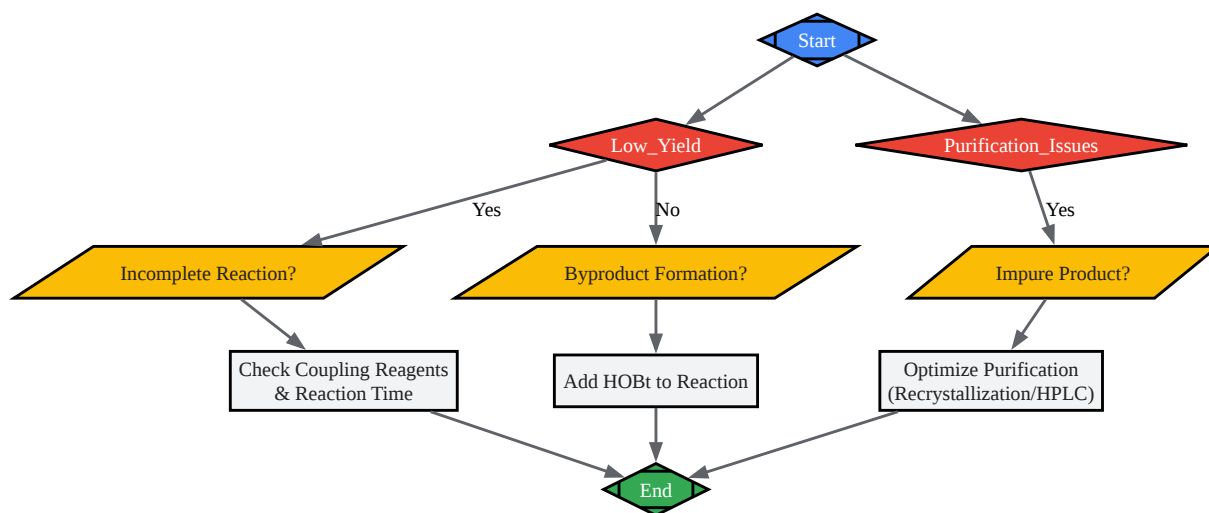 Start
Low_Yield
Purification_Issues
Yes
No
Yes
Incomplete Reaction?
Byproduct Formation?
Impure Product?
Check Coupling Reagents
& Reaction Time
Add HOBt to Reaction
Optimize Purification
(Recrystallization/HPLC)
End